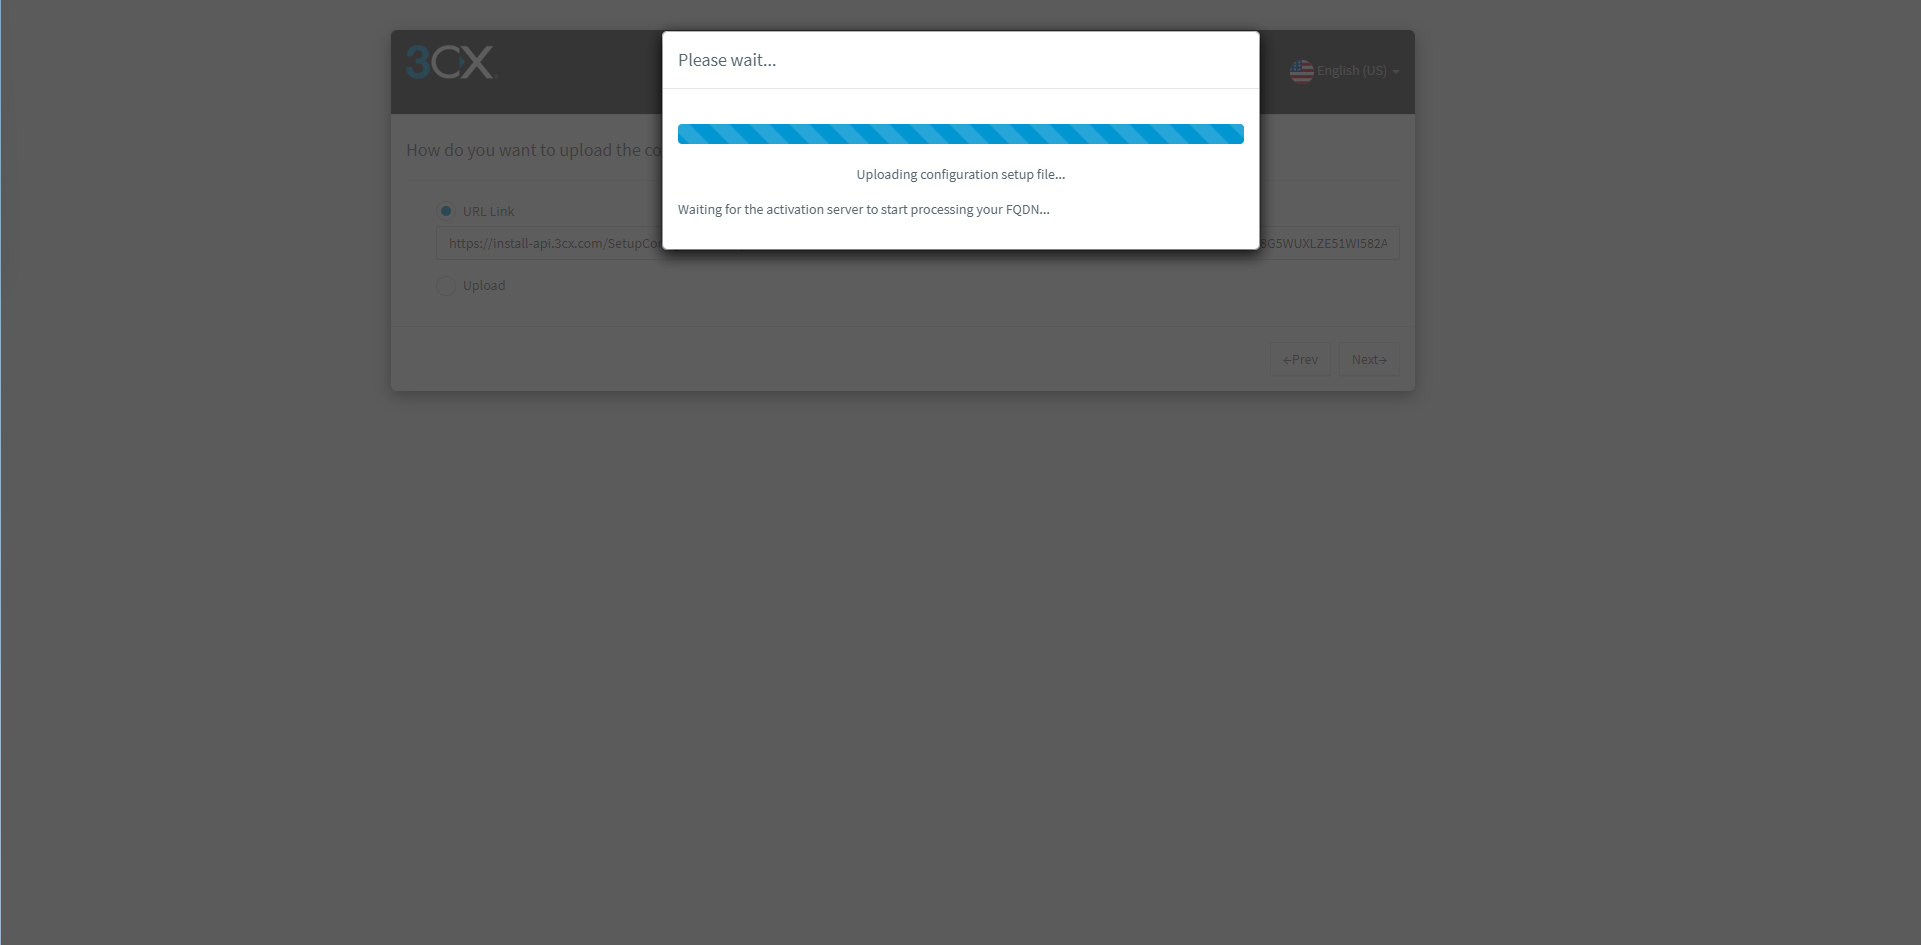 3CX
Please wait...
English (US)
How do you want to upload the co
Uploading configuration setup file...
Waiting for the activation server to start processing your FQDN...
URL Link
https://install-api.3cx.com/SetupCo
8G5WUXLZE51WI582A
Upload
←Prev
Next→